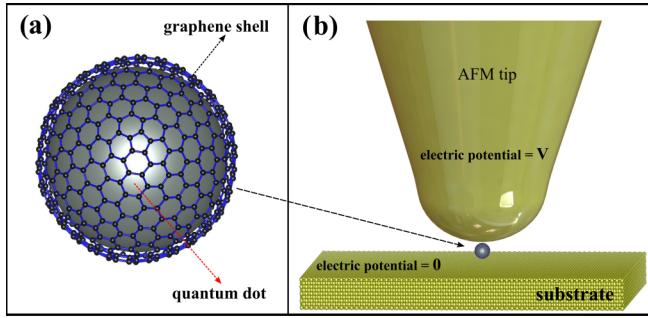 (a)
graphene shell
quantum dot
(b)
AFM tip
electric potential = V
electric potential = 0
substrate